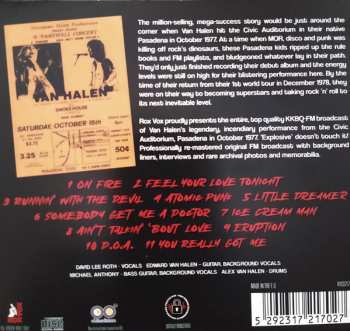 A FAREWELL CONCERT
VAN HALEN
SMOKEHOUSE
SATURDAY OCTOBER 15th
3.25
504
The million-selling, mega-success story would be just around the
corner when Van Halen hit the Civic Auditorium in their native
Pasadena in October 1977. At a time when MOR, disco and punk was
killing off rock's dinosaurs, these Pasadena kids ripped up the rule
books and FM playlists, and bludgeoned whatever lay in their path.
They'd only just finished recording their debut album and the energy
levels were still on high for their blistering performance here. By the
time of their return from their 1st world tour in December 1978, they
were on their way to becoming superstars and taking rock 'n' roll to
its next inevitable level.
Rox Vox proudly presents the entire, top quality KKBQ-FM broadcast
of Van Halen's legendary, incendiary performance from the Civic
Auditorium, Pasadena in October 1977. 'Explosive' doesn't touch it!
Professionally re-mastered original FM broadcast with background
liners, interviews and rare archival photos and memorabilia.
1 ON FIRE 2 FEEL YOUR LOVE TONIGHT
3 RUNNIN' WITH THE DEVIL 4 ATOMIC PUNK 5 LITTLE DREAMER
6 SOMEBODY GET ME A DOCTOR 7 ICE CREAM MAN
8 AIN'T TALKIN' 'BOUT LOVE 9 ERUPTION
10 D.O.A. 11 YOU REALLY GOT ME
DAVID LEE ROTH - VOCALS EDWARD VAN HALEN - GUITAR, BACKGROUND VOCALS
MICHAEL ANTHONY - BASS GUITAR, BACKGROUND VOCALS ALEX VAN HALEN - DRUMS
MADE IN THE E.U.
5 292317 217027